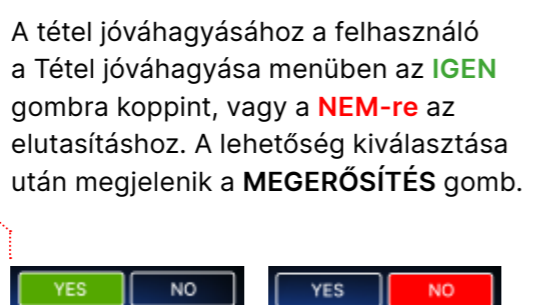 A tétel jóváhagyásához a felhasználó
a Tétel jóváhagyása menüben az IGEN
gombra koppint, vagy a NEM-re az
elutasításhoz. A lehetőség kiválasztása
után megjelenik a MEGERŐSÍTÉS gomb.
YES NO YES NO